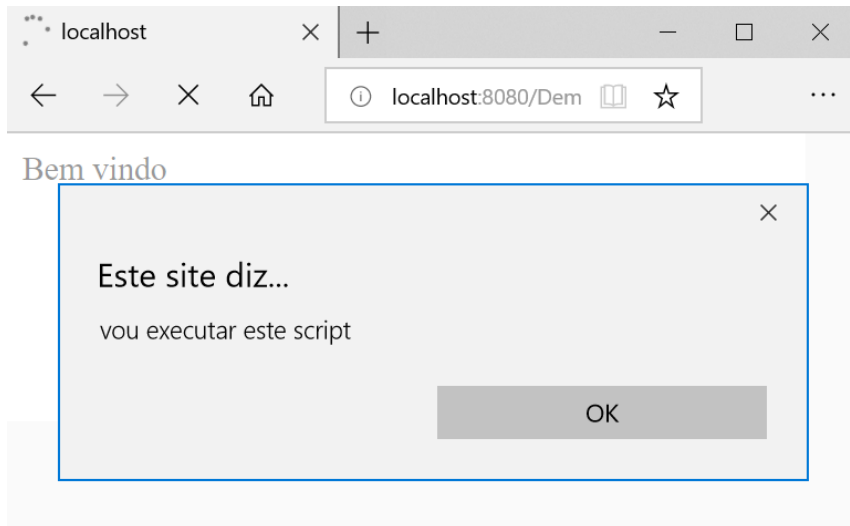 localhost
localhost:8080/Dem
Bem vindo
Este site diz...
vou executar este script
OK